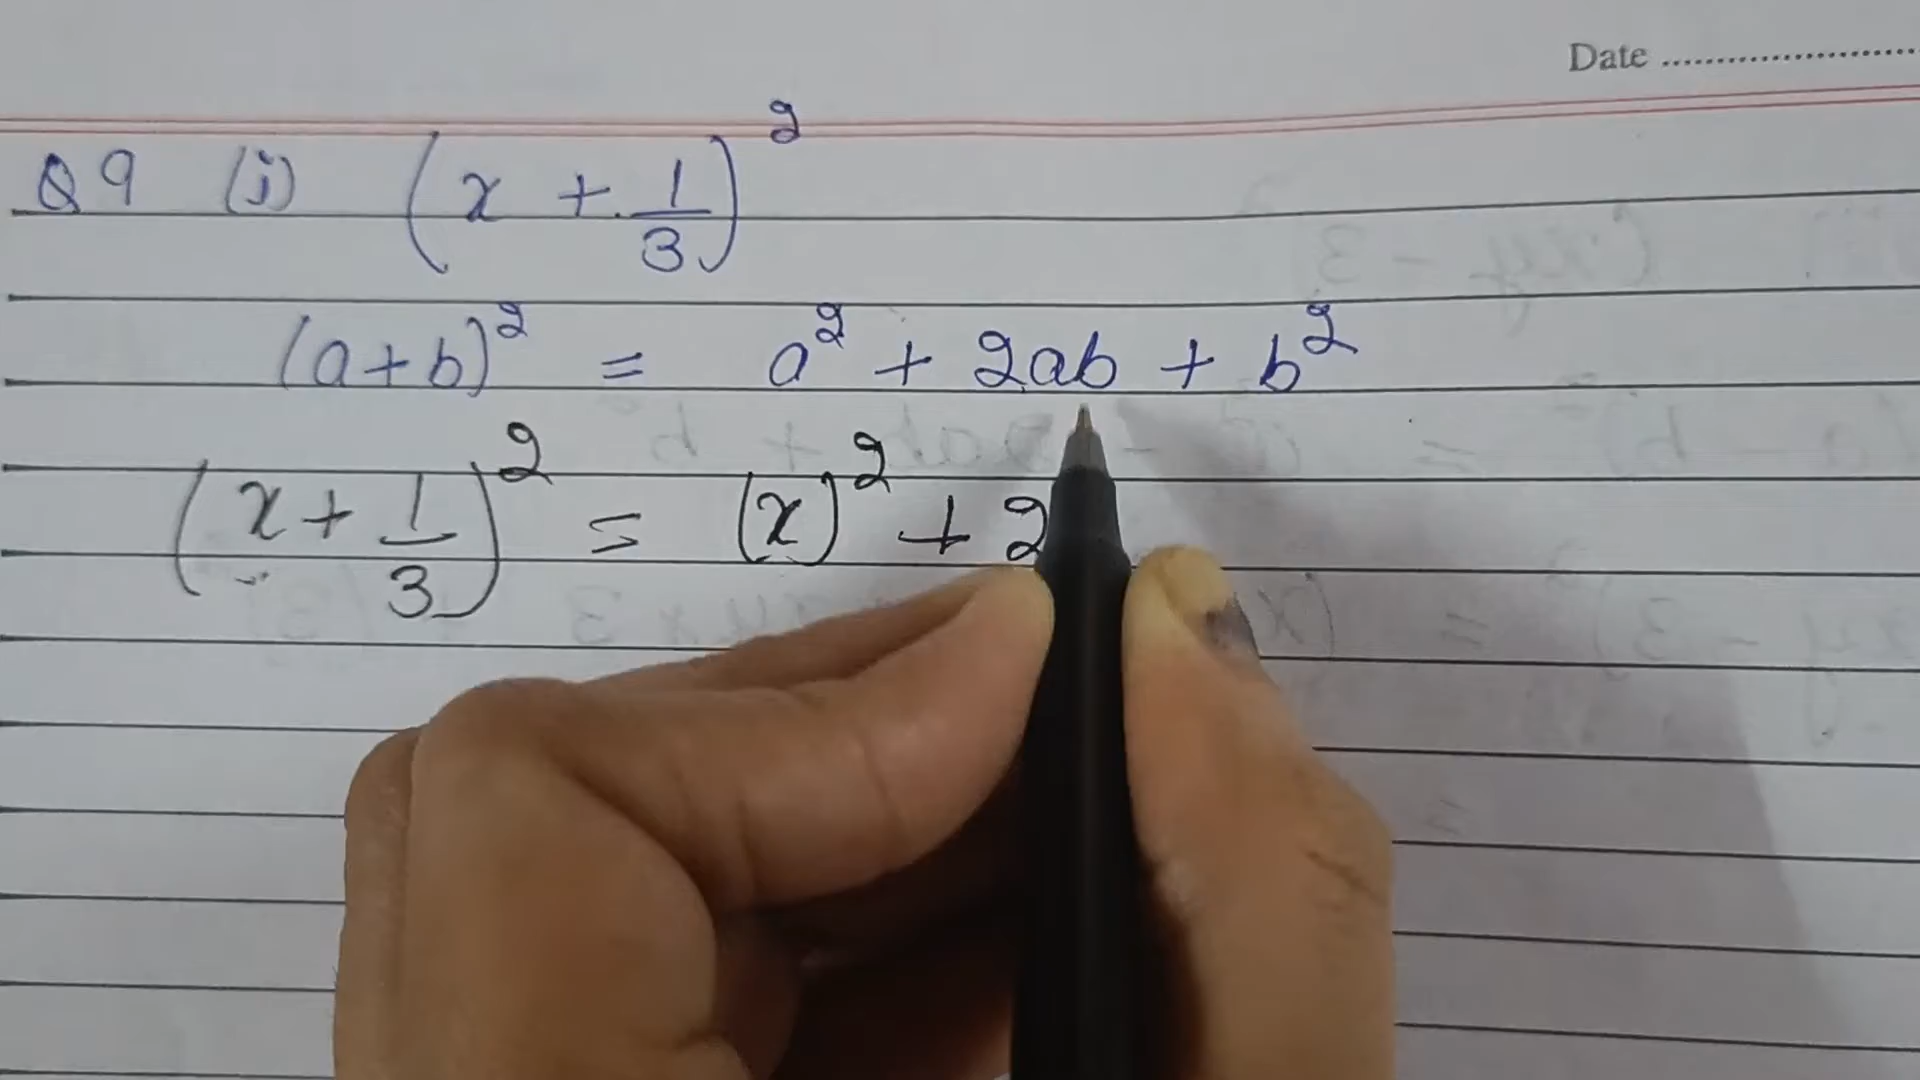 Date ....................
Q9 (i) (x + 1/3)²
(a+b)² = a² + 2ab + b²
(x + 1/3)² = (x)² + 2